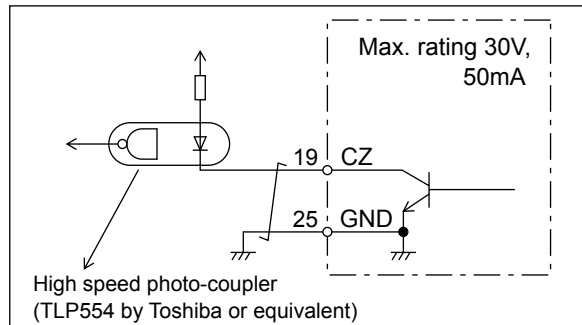 Max. rating 30V,
50mA
19 CZ
25 GND
High speed photo-coupler
(TLP554 by Toshiba or equivalent)